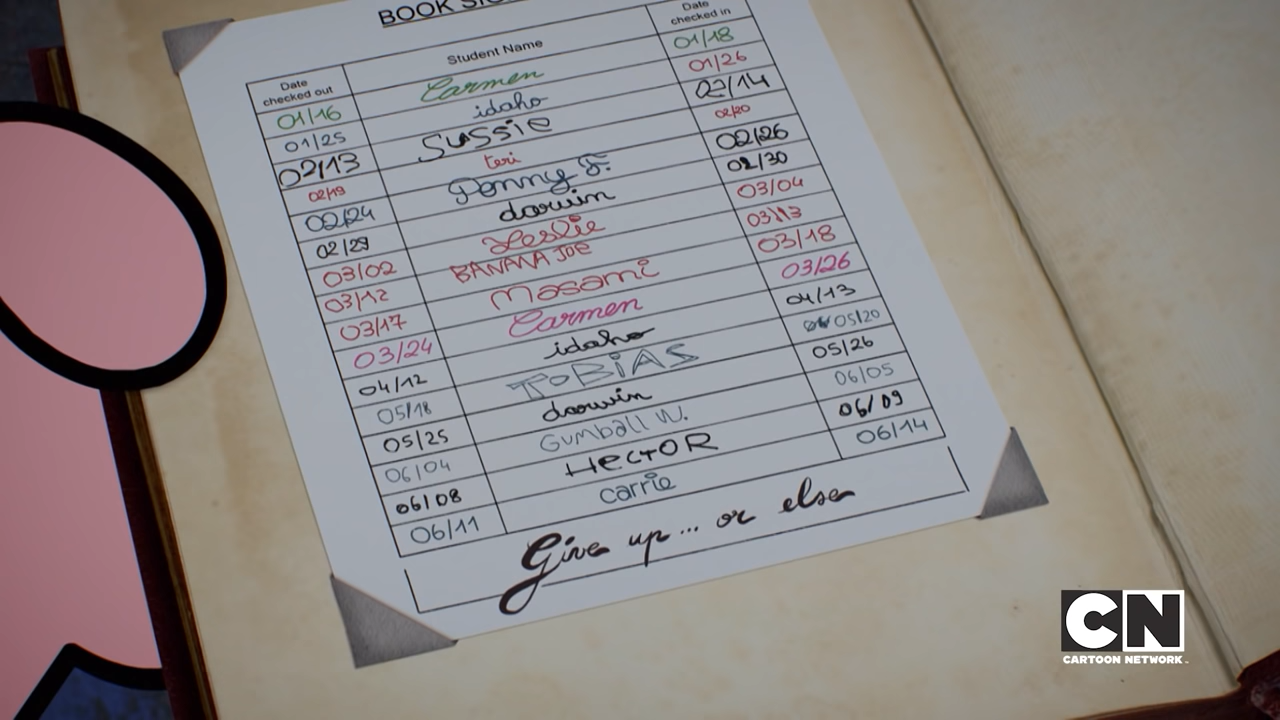 BOOK
Date checked out Student Name Date checked in
01/16 Carmen 01/18
01/25 idaho 01/26
02/13 Sussie 02/14
02/19 teri 02/20
02/24 Penny F. 02/26
02/29 darwin 02/30
03/02 Leslie 03/04
03/12 BANANA JOE 03/13
03/17 Masami 03/18
03/24 Carmen 03/26
04/12 idaho 04/13
05/18 TOBIAS 05/20
05/25 darwin 05/26
06/04 Gumball W. 06/05
06/08 HECTOR 06/09
06/11 carrie 06/14
Give up... or else
CN
CARTOON NETWORK